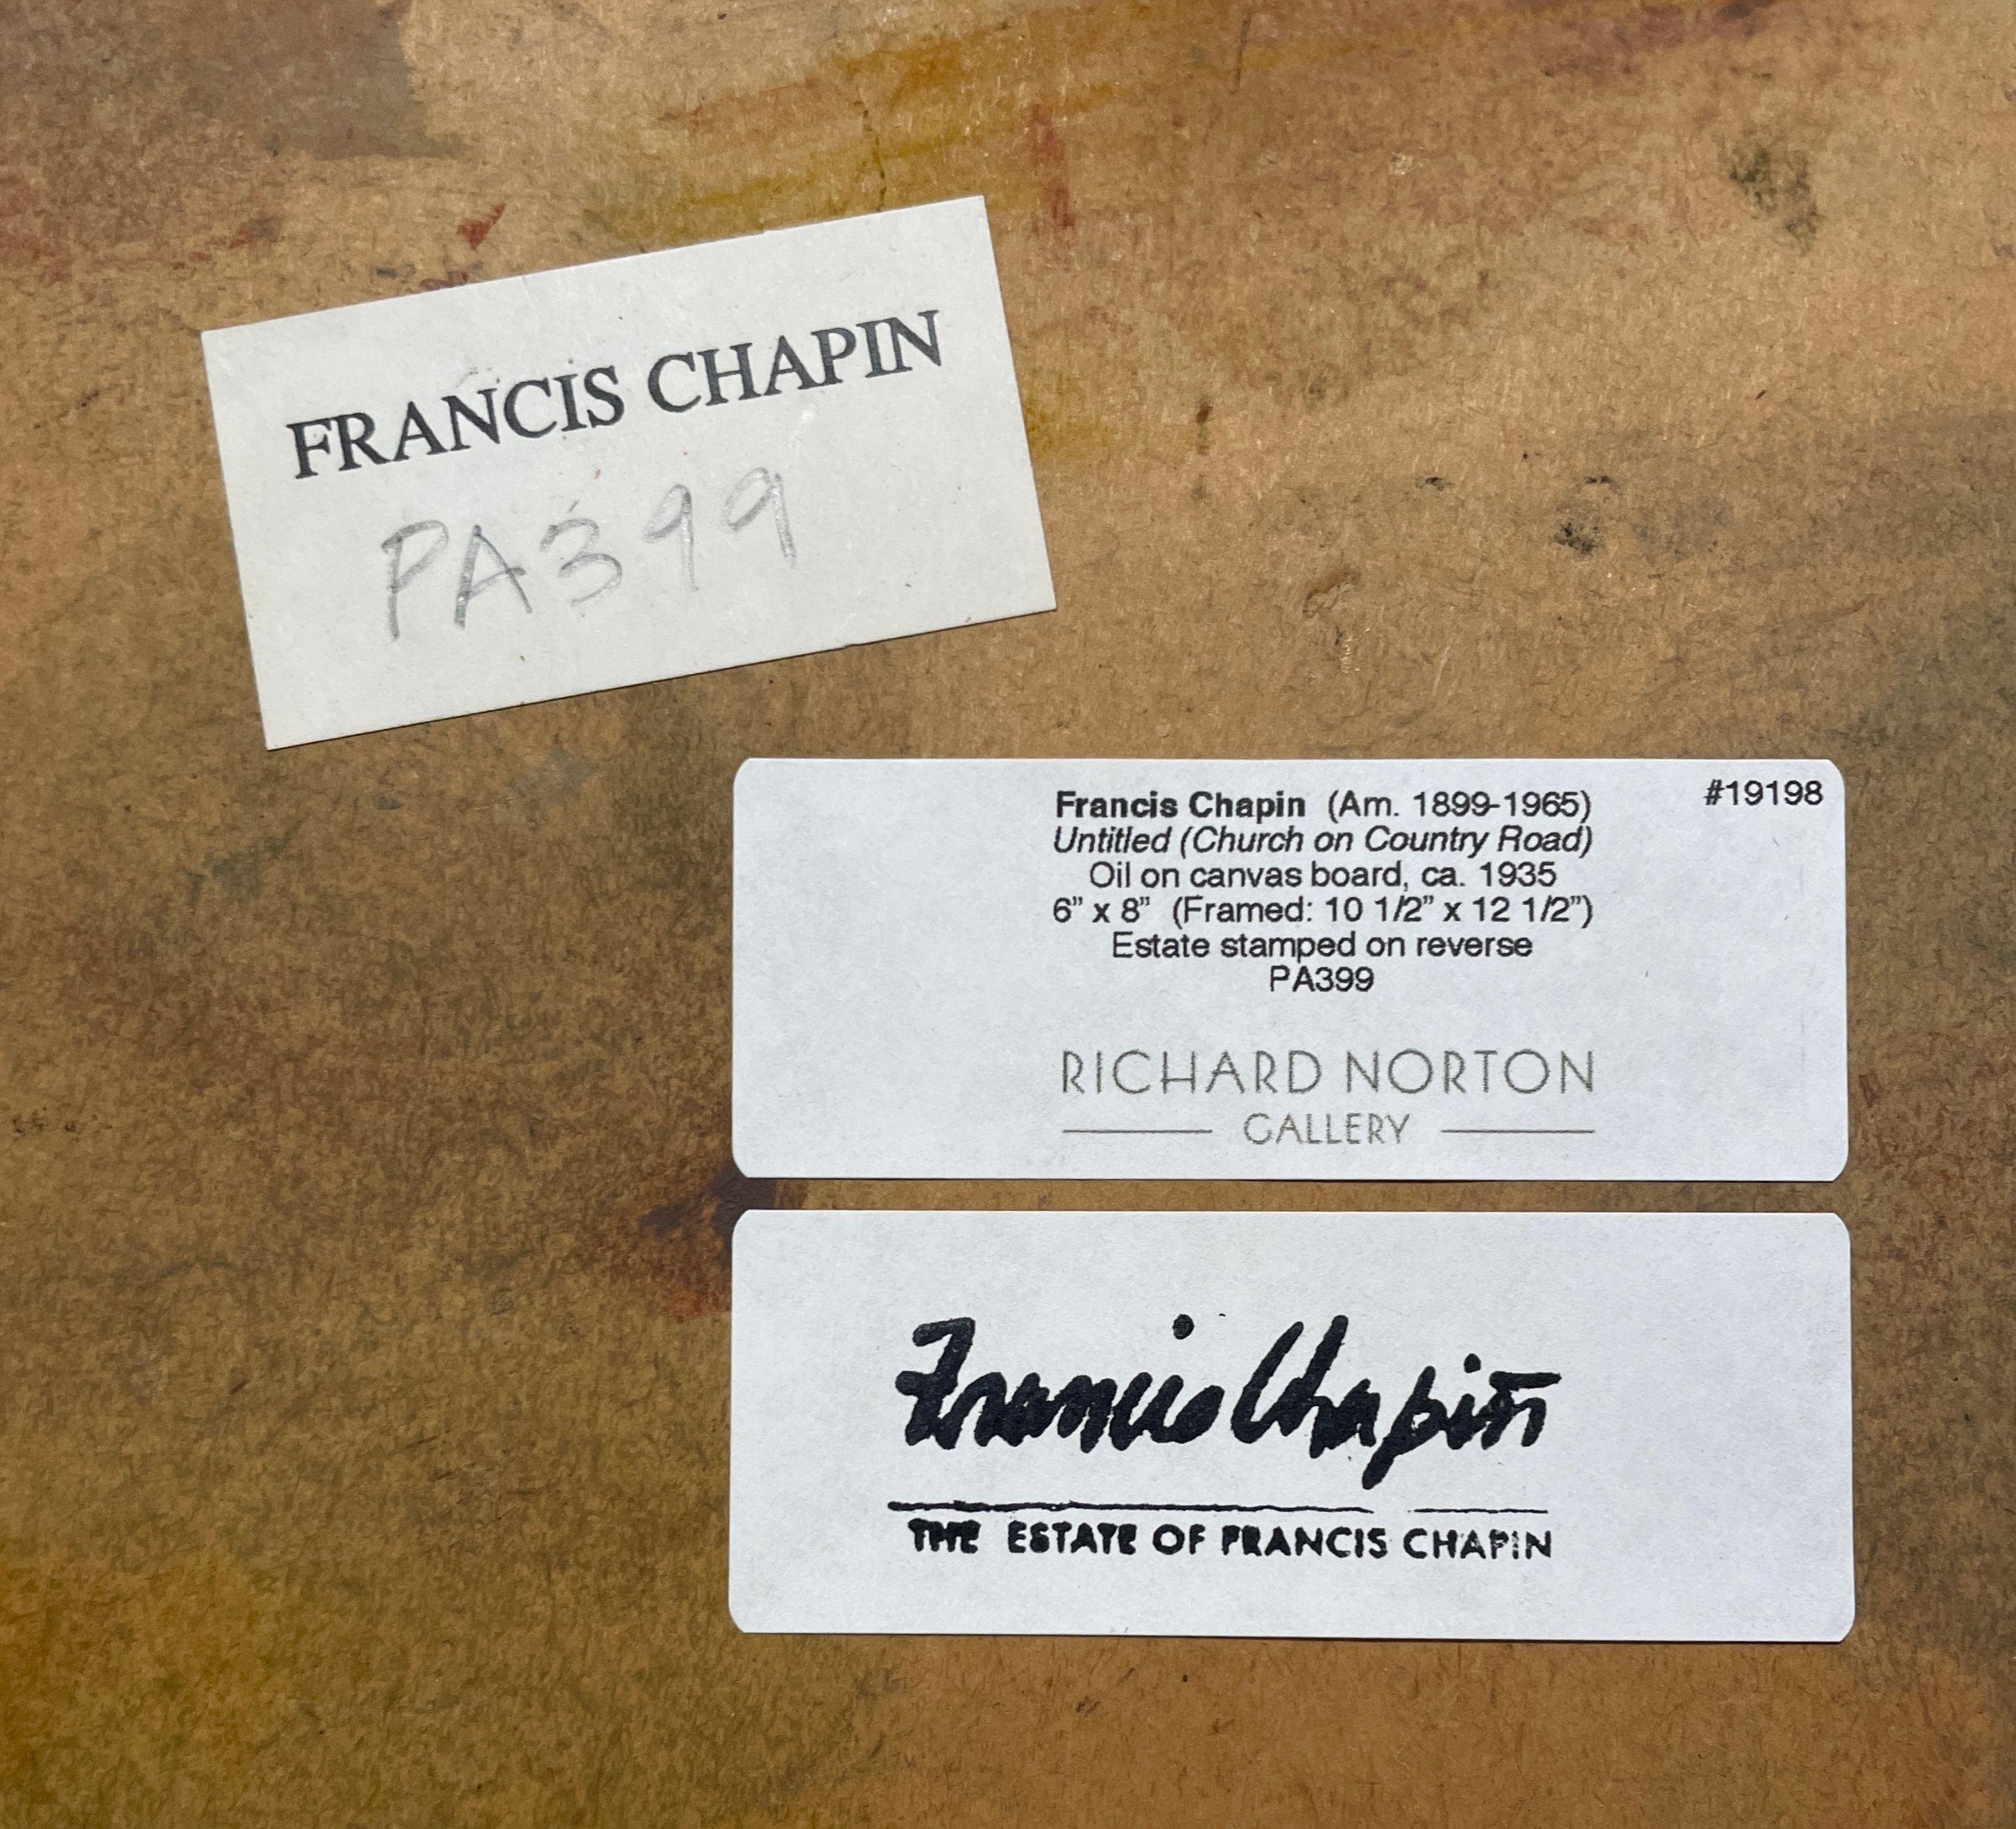 FRANCIS CHAPIN
PA399
#19198
Francis Chapin (Am. 1899-1965)
Untitled (Church on Country Road)
Oil on canvas board, ca. 1935
6” x 8” (Framed: 10 1/2” x 12 1/2”)
Estate stamped on reverse
PA399
RICHARD NORTON
GALLERY
Francis Chapin
THE ESTATE OF FRANCIS CHAPIN